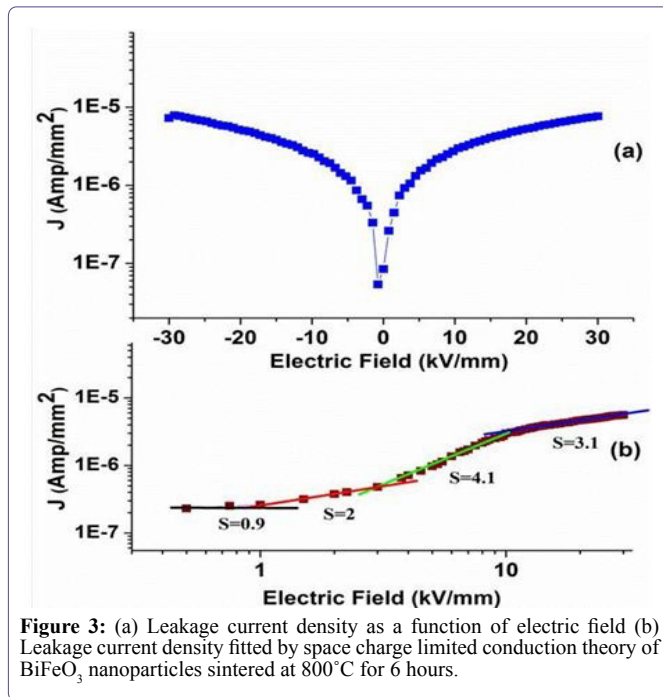 1E-5
1E-6
1E-7
J (Amp/mm²)
(a)
-30 -20 -10 0 10 20 30
Electric Field (kV/mm)
1E-5
1E-6
1E-7
J (Amp/mm²)
S=0.9
S=2
S=4.1
S=3.1
(b)
1 10
Electric Field (kV/mm)
Figure 3: (a) Leakage current density as a function of electric field (b)
Leakage current density fitted by space charge limited conduction theory of
BiFeO₃ nanoparticles sintered at 800˚C for 6 hours.